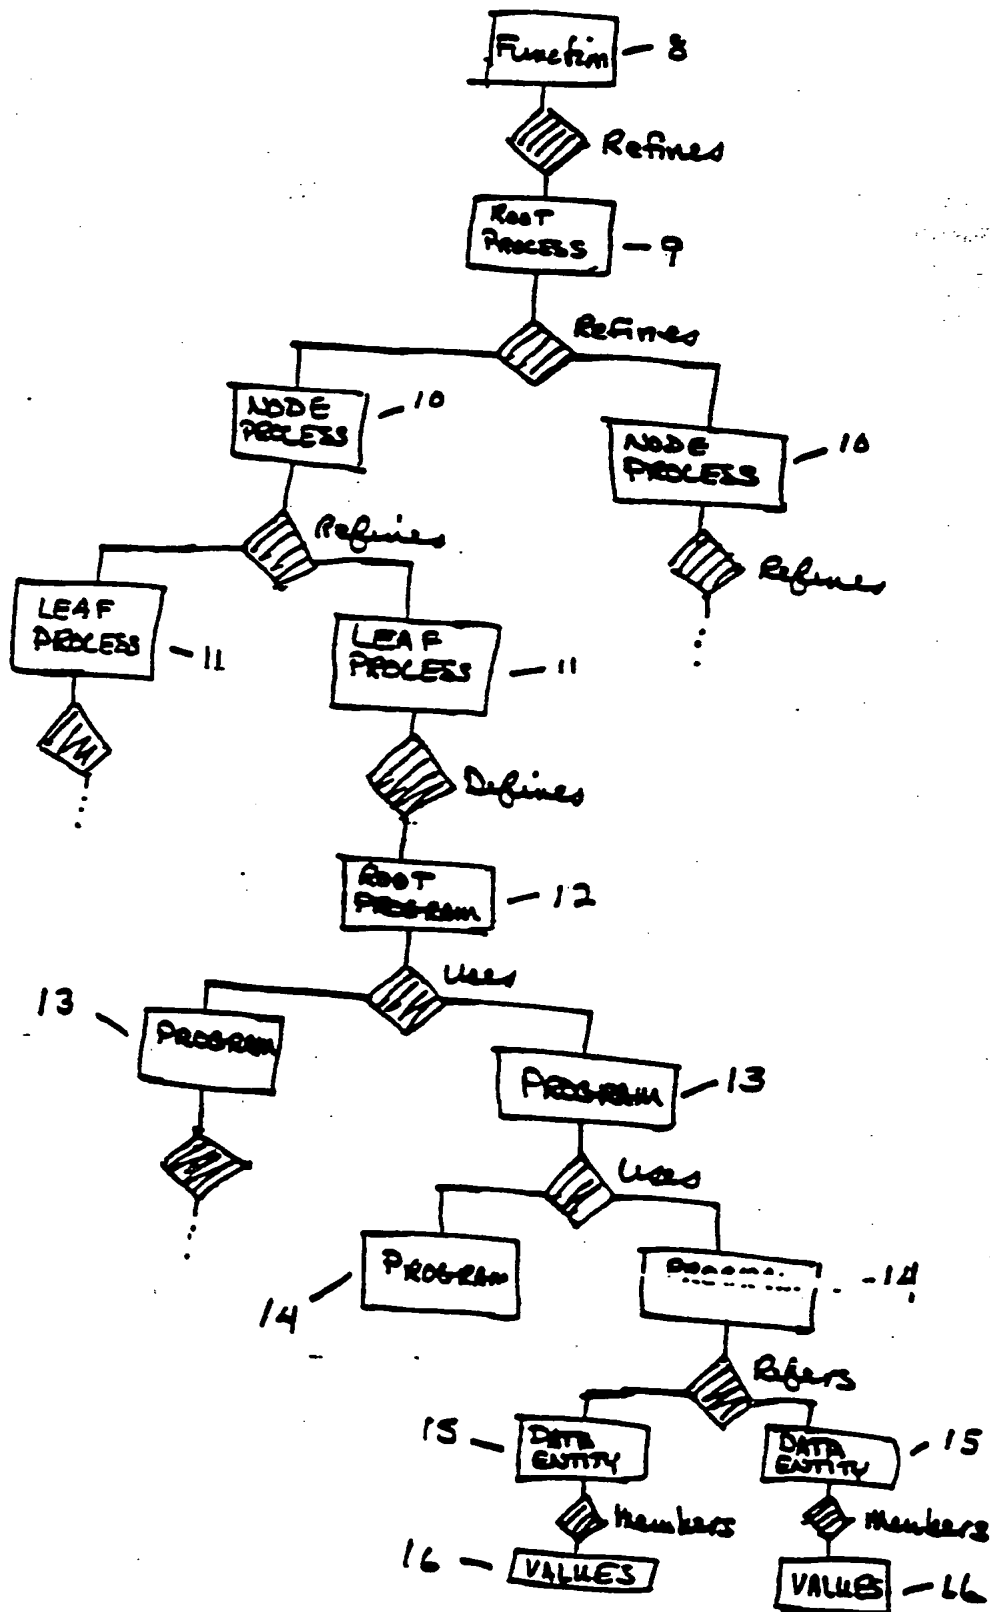 Function — 8
Refines
ROOT
PROCESS — 9
Refines
NODE
PROCESS — 10
NODE
PROCESS — 10
Refines
Refines
LEAF
PROCESS — 11
LEAF
PROCESS — 11
Defines
ROOT
PROGRAM — 12
Uses
13 — PROGRAM
PROGRAM — 13
Uses
14 PROGRAM
- 14
Refers
15 — DATA
ENTITY
DATA
ENTITY — 15
Members
Members
16 — VALUES
VALUES — 16